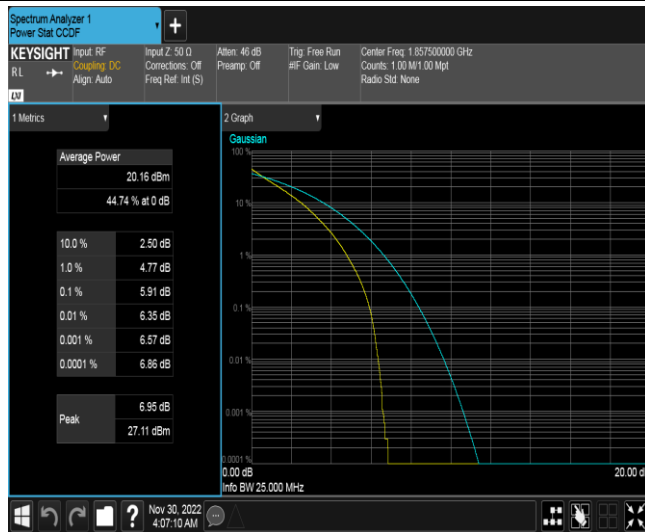 Spectrum Analyzer 1
Power Stat CCDF
+
KEYSIGHT
RL
LXI
Input: RF
Coupling: DC
Align: Auto
Input Z: 50 Ω
Corrections: Off
Freq Ref: Int (S)
Atten: 46 dB
Preamp: Off
Trig: Free Run
#IF Gain: Low
Center Freq: 1.857500000 GHz
Counts: 1.00 M/1.00 Mpt
Radio Std: None
1 Metrics
Average Power
20.16 dBm
44.74 % at 0 dB
10.0 % 2.50 dB
1.0 % 4.77 dB
0.1 % 5.91 dB
0.01 % 6.35 dB
0.001 % 6.57 dB
0.0001 % 6.86 dB
Peak
6.95 dB
27.11 dBm
2 Graph
Gaussian
100 %
10 %
1 %
0.1 %
0.01 %
0.001 %
0.0001 %
0.00 dB
20.00 d
Info BW 25.000 MHz
?
Nov 30, 2022
4:07:10 AM